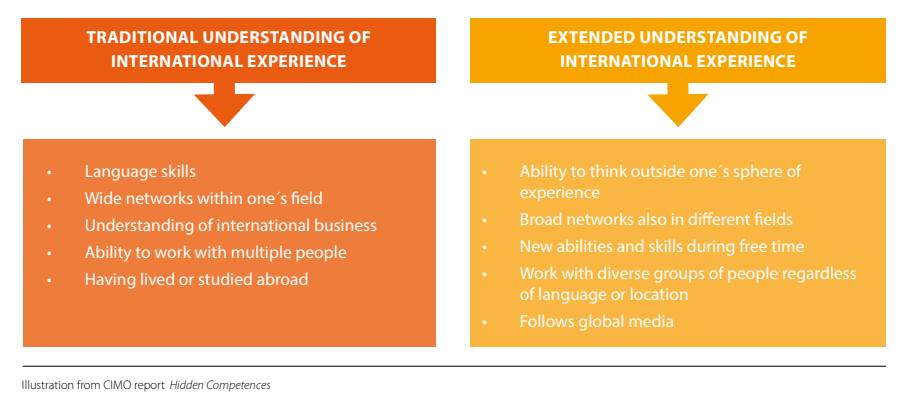 TRADITIONAL UNDERSTANDING OF
INTERNATIONAL EXPERIENCE
• Language skills
• Wide networks within one´s field
• Understanding of international business
• Ability to work with multiple people
• Having lived or studied abroad
EXTENDED UNDERSTANDING OF
INTERNATIONAL EXPERIENCE
• Ability to think outside one´s sphere of
experience
• Broad networks also in different fields
• New abilities and skills during free time
• Work with diverse groups of people regardless
of language or location
• Follows global media
Illustration from CIMO report Hidden Competences